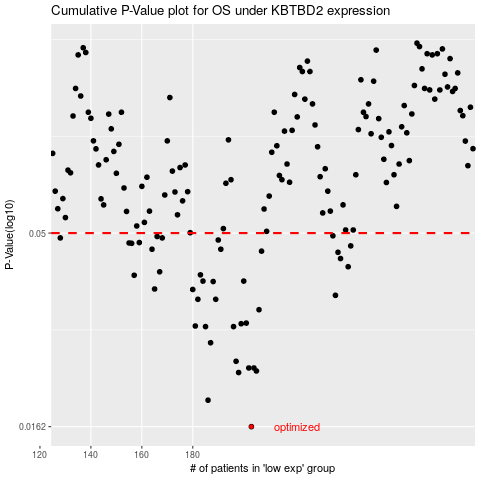 Cumulative P-Value plot for OS under KBTBD2 expression
P-Value(log10)
0.05
0.0162
optimized
120 140 160 180
# of patients in 'low exp' group